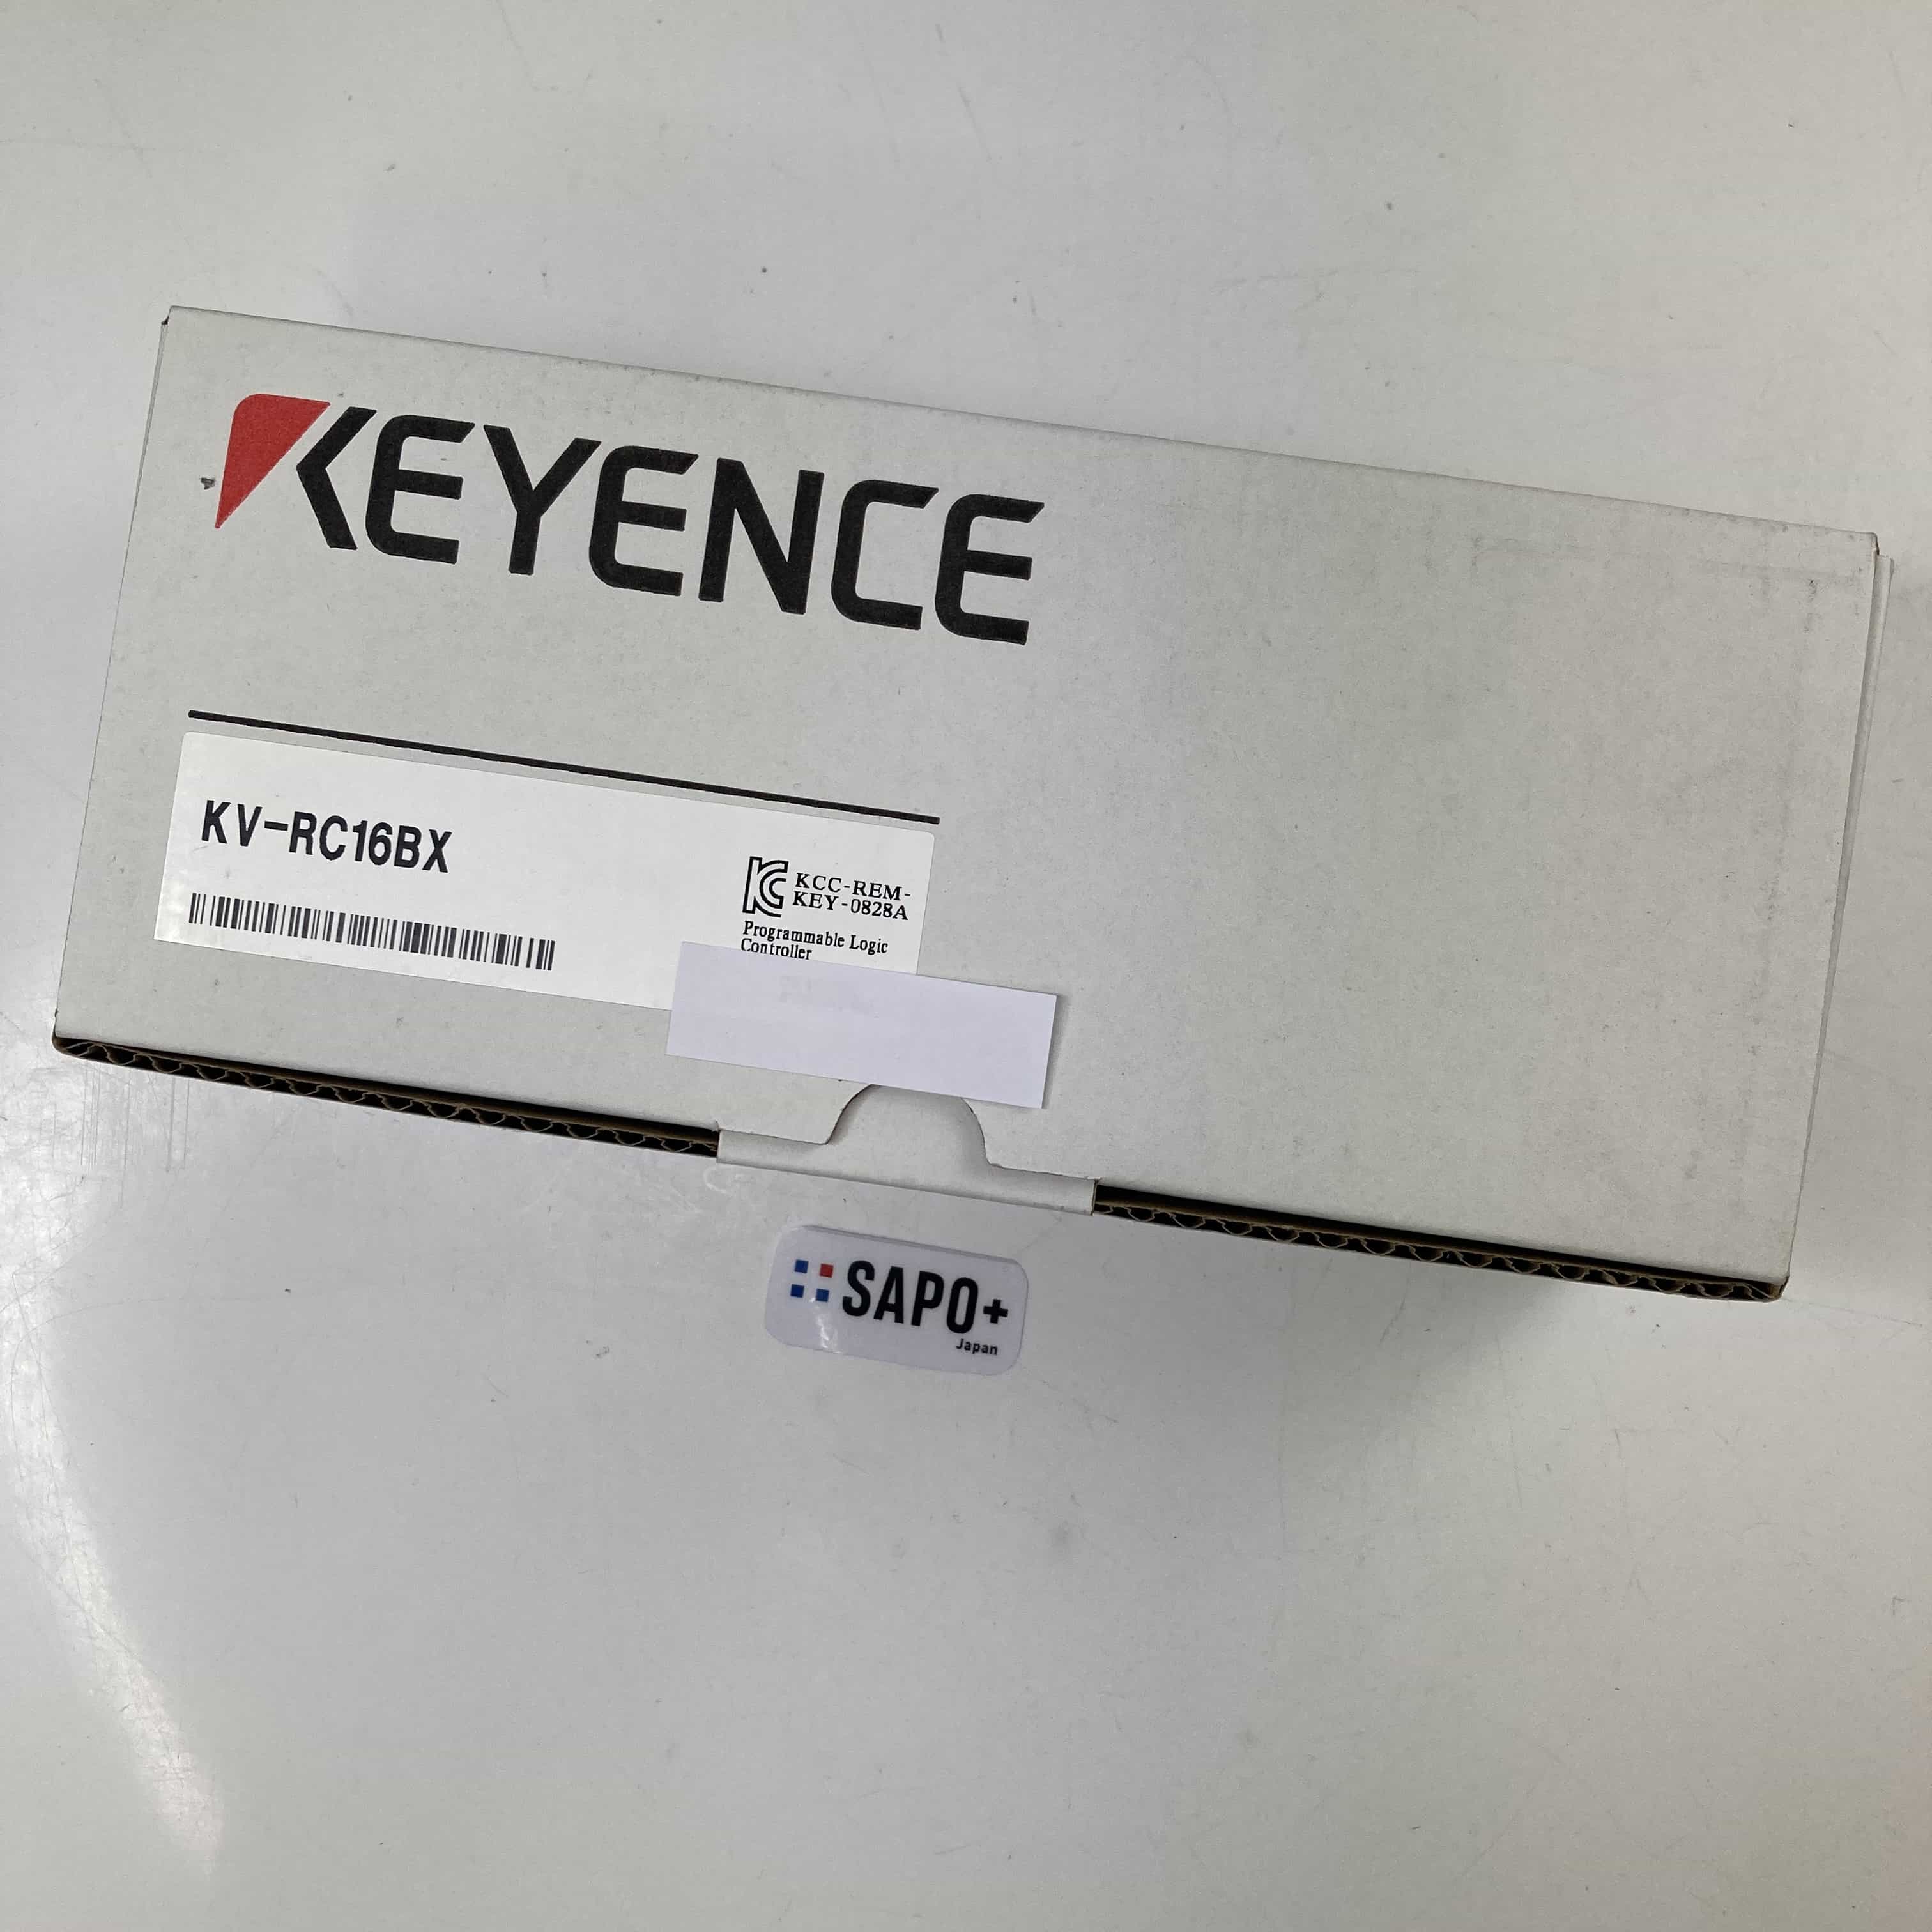 KEYENCE
KV-RC16BX
KCC-REM-
KEY-0828A
Programmable Logic
Controller
SAPO+
Japan